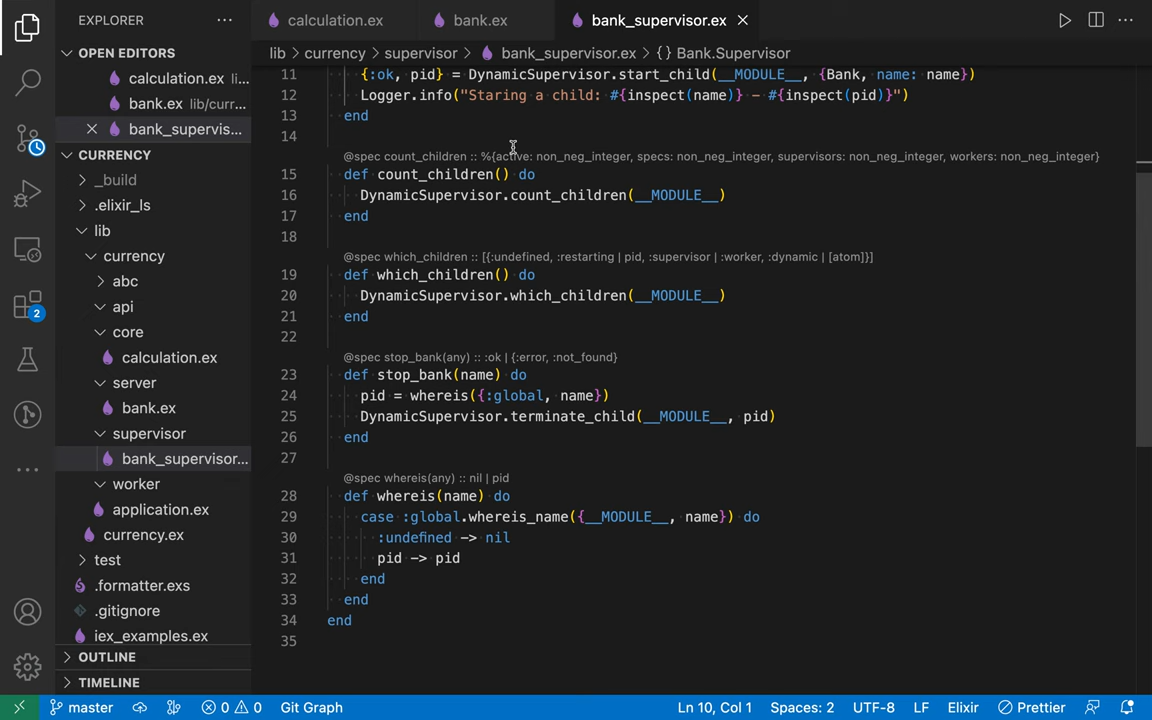 EXPLORER
calculation.ex
bank.ex
bank_supervisor.ex
OPEN EDITORS
calculation.ex li...
bank.ex lib/curr...
bank_supervis...
CURRENCY
_build
.elixir_ls
lib
currency
abc
api
core
calculation.ex
server
bank.ex
supervisor
bank_supervisor...
worker
application.ex
currency.ex
test
.formatter.exs
.gitignore
iex_examples.ex
OUTLINE
TIMELINE
2
lib > currency > supervisor > bank_supervisor.ex > {} Bank.Supervisor
11 {:ok, pid} = DynamicSupervisor.start_child(__MODULE__, {Bank, name: name})
12 Logger.info("Staring a child: #{inspect(name)} - #{inspect(pid)}")
13 end
14
@spec count_children :: %{active: non_neg_integer, specs: non_neg_integer, supervisors: non_neg_integer, workers: non_neg_integer}
15 def count_children() do
16 DynamicSupervisor.count_children(__MODULE__)
17 end
18
@spec which_children :: [{:undefined, :restarting | pid, :supervisor | :worker, :dynamic | [atom]}]
19 def which_children() do
20 DynamicSupervisor.which_children(__MODULE__)
21 end
22
@spec stop_bank(any) :: :ok | {:error, :not_found}
23 def stop_bank(name) do
24 pid = whereis({:global, name})
25 DynamicSupervisor.terminate_child(__MODULE__, pid)
26 end
27
@spec whereis(any) :: nil | pid
28 def whereis(name) do
29 case :global.whereis_name({__MODULE__, name}) do
30 :undefined -> nil
31 pid -> pid
32 end
33 end
34 end
35
master
0 0
Git Graph
Ln 10, Col 1
Spaces: 2
UTF-8
LF
Elixir
Prettier